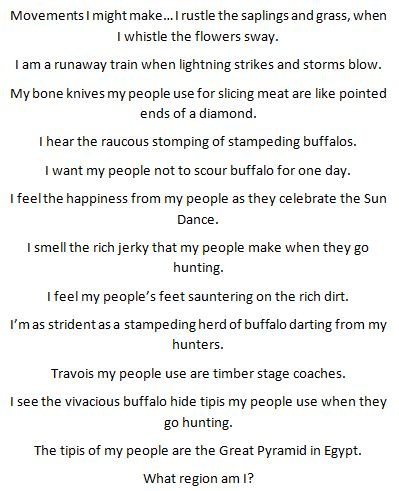 Movements I might make… I rustle the saplings and grass, when
I whistle the flowers sway.
I am a runaway train when lightning strikes and storms blow.
My bone knives my people use for slicing meat are like pointed
ends of a diamond.
I hear the raucous stomping of stampeding buffalos.
I want my people not to scour buffalo for one day.
I feel the happiness from my people as they celebrate the Sun
Dance.
I smell the rich jerky that my people make when they go
hunting.
I feel my people's feet sauntering on the rich dirt.
I'm as strident as a stampeding herd of buffalo darting from my
hunters.
Travois my people use are timber stage coaches.
I see the vivacious buffalo hide tipis my people use when they
go hunting.
The tipis of my people are the Great Pyramid in Egypt.
What region am I?